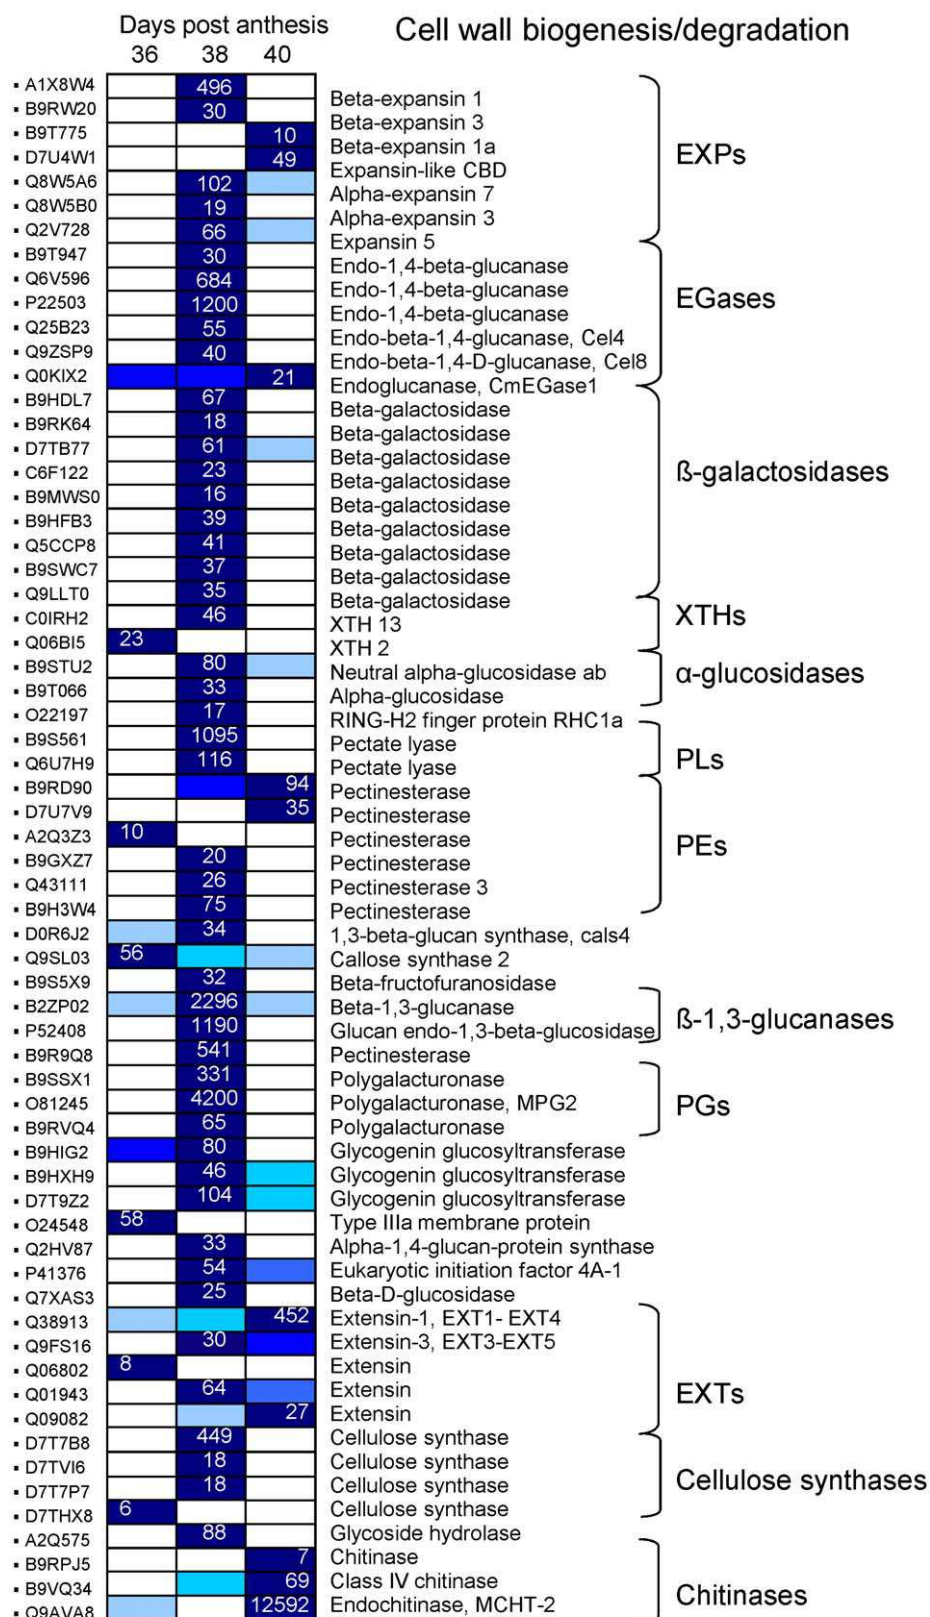 Days post anthesis
Cell wall biogenesis/degradation
36 38 40
A1X8W4 496 Beta-expansin 1
B9RW20 30 Beta-expansin 3
B9T775 10 Beta-expansin 1a
EXPs
D7U4W1 49 Expansin-like CBD
Q8W5A6 102 Alpha-expansin 7
Q8W5B0 19 Alpha-expansin 3
Q2V728 66 Expansin 5
B9T947 30 Endo-1,4-beta-glucanase
Q6V596 684 Endo-1,4-beta-glucanase
EGases
P22503 1200 Endo-1,4-beta-glucanase
Q25B23 55 Endo-beta-1,4-glucanase, Cel4
Q9ZSP9 40 Endo-beta-1,4-D-glucanase, Cel8
Q0KIX2 21 Endoglucanase, CmEGase1
B9HDL7 67 Beta-galactosidase
B9RK64 18 Beta-galactosidase
D7TB77 61 Beta-galactosidase
ß-galactosidases
C6F122 23 Beta-galactosidase
B9MWS0 16 Beta-galactosidase
B9HFB3 39 Beta-galactosidase
Q5CCP8 41 Beta-galactosidase
B9SWC7 37 Beta-galactosidase
Q9LLT0 35 Beta-galactosidase
C0IRH2 46 XTH 13
XTHs
Q06BI5 23 XTH 2
B9STU2 80 Neutral alpha-glucosidase ab
α-glucosidases
B9T066 33 Alpha-glucosidase
O22197 17 RING-H2 finger protein RHC1a
B9S561 1095 Pectate lyase
PLs
Q6U7H9 116 Pectate lyase
B9RD90 94 Pectinesterase
D7U7V9 35 Pectinesterase
A2Q3Z3 10 Pectinesterase
PEs
B9GXZ7 20 Pectinesterase
Q43111 26 Pectinesterase 3
B9H3W4 75 Pectinesterase
D0R6J2 34 1,3-beta-glucan synthase, cals4
Q9SL03 56 Callose synthase 2
B9S5X9 32 Beta-fructofuranosidase
B2ZP02 2296 Beta-1,3-glucanase
ß-1,3-glucanases
P52408 1190 Glucan endo-1,3-beta-glucosidase
B9R9Q8 541 Pectinesterase
B9SSX1 331 Polygalacturonase
O81245 4200 Polygalacturonase, MPG2
PGs
B9RVQ4 65 Polygalacturonase
B9HIG2 80 Glycogenin glucosyltransferase
B9HXH9 46 Glycogenin glucosyltransferase
D7T9Z2 104 Glycogenin glucosyltransferase
O24548 58 Type IIIa membrane protein
Q2HV87 33 Alpha-1,4-glucan-protein synthase
P41376 54 Eukaryotic initiation factor 4A-1
Q7XAS3 25 Beta-D-glucosidase
Q38913 452 Extensin-1, EXT1- EXT4
Q9FS16 30 Extensin-3, EXT3-EXT5
Q06802 8 Extensin
EXTs
Q01943 64 Extensin
Q09082 27 Extensin
D7T7B8 449 Cellulose synthase
D7TVI6 18 Cellulose synthase
Cellulose synthases
D7T7P7 18 Cellulose synthase
D7THX8 6 Cellulose synthase
A2Q575 88 Glycoside hydrolase
B9RPJ5 7 Chitinase
B9VQ34 69 Class IV chitinase
Chitinases
Q9AVA8 12592 Endochitinase, MCHT-2